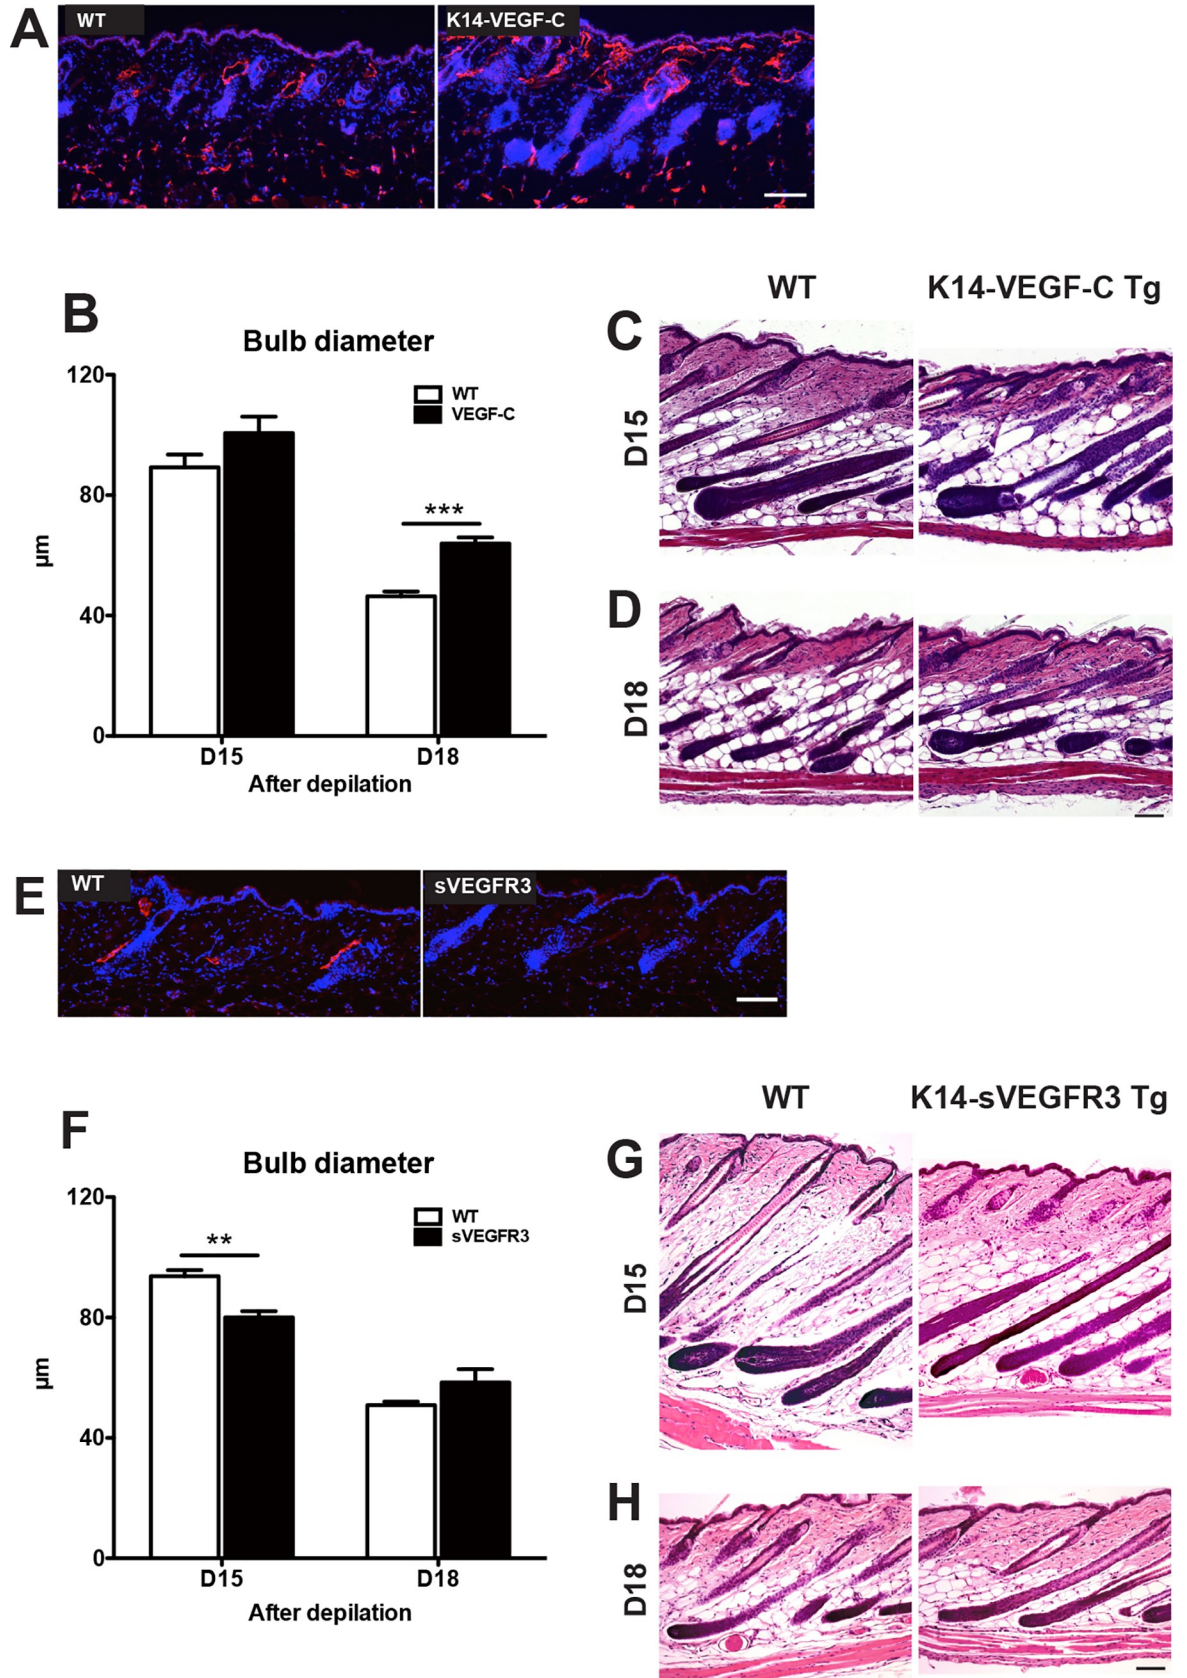 A
WT
K14-VEGF-C
B
Bulb diameter
120
80
40
0
µm
WT
VEGF-C
***
D15
D18
After depilation
WT
K14-VEGF-C Tg
C
D15
D
D18
E
WT
sVEGFR3
F
Bulb diameter
120
80
40
0
µm
WT
sVEGFR3
**
D15
D18
After depilation
WT
K14-sVEGFR3 Tg
G
D15
H
D18